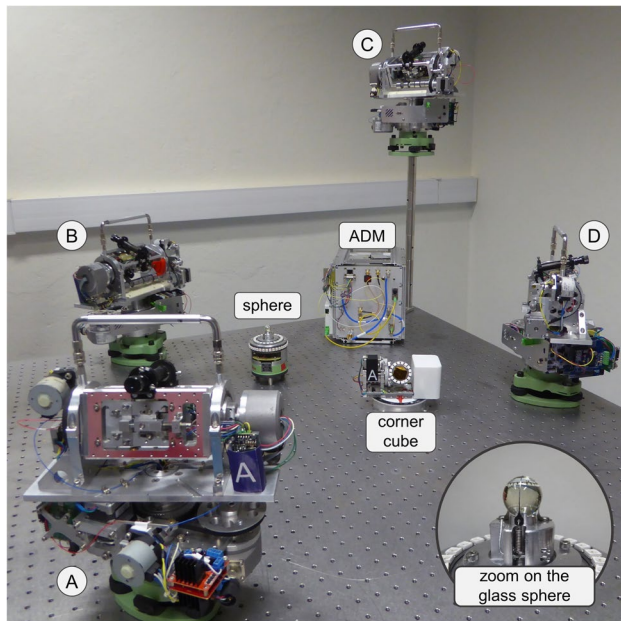 C
B
ADM
D
sphere
A
corner
cube
A
A
zoom on the
glass sphere